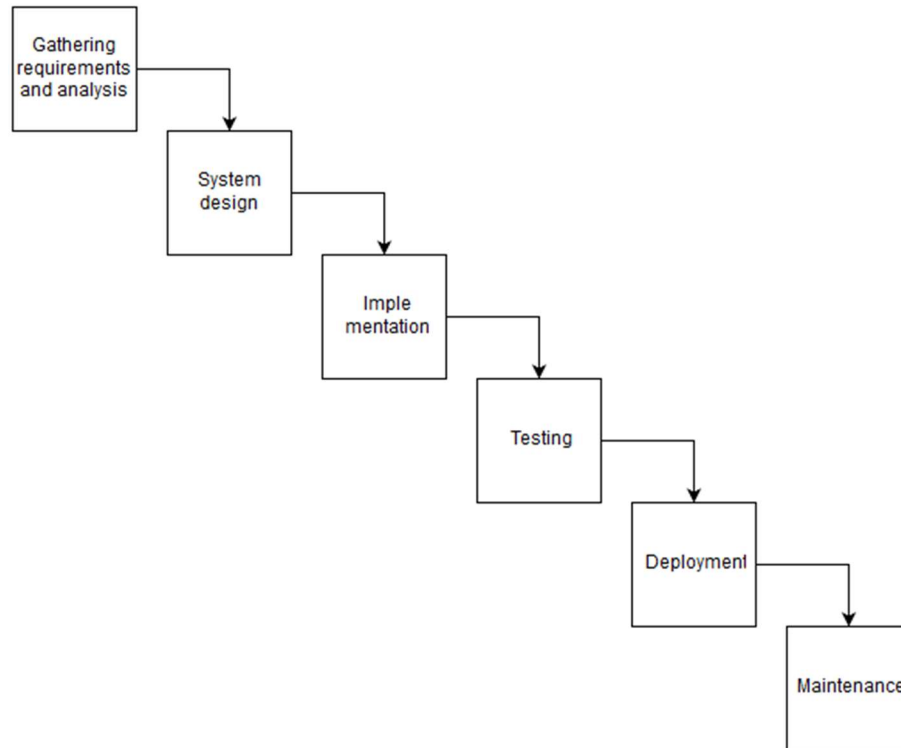 Gathering
requirements
and analysis
System
design
Imple
mentation
Testing
Deployment
Maintenance